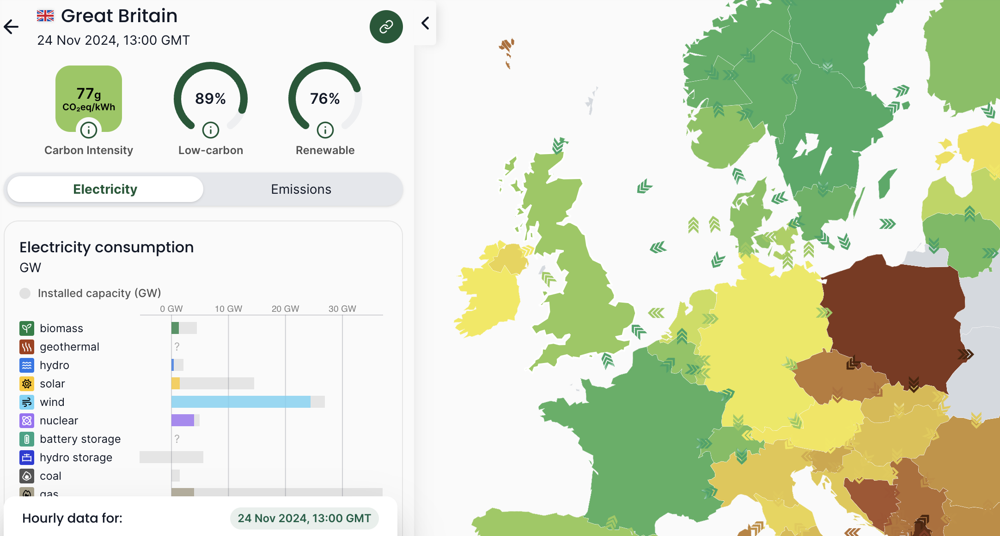 Great Britain
24 Nov 2024, 13:00 GMT
77g
CO₂eq/kWh
89%
76%
Carbon Intensity
Low-carbon
Renewable
Electricity
Emissions
Electricity consumption
GW
Installed capacity (GW)
0 GW
10 GW
20 GW
30 GW
biomass
geothermal
?
hydro
solar
wind
nuclear
battery storage
?
hydro storage
coal
gas
Hourly data for:
24 Nov 2024, 13:00 GMT